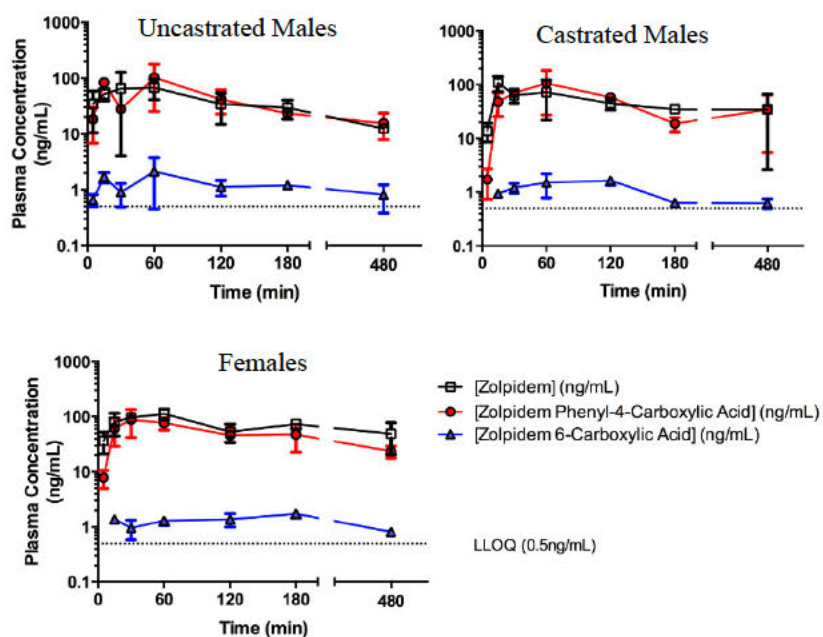 Uncastrated Males
Plasma Concentration
(ng/mL)
1000
100
10
1
0.1
0 60 120 180 480
Time (min)
Castrated Males
Plasma Concentration
(ng/mL)
1000
100
10
1
0.1
0 60 120 180 480
Time (min)
Females
Plasma Concentration
(ng/mL)
1000
100
10
1
0.1
0 60 120 180 480
Time (min)
[Zolpidem] (ng/mL)
[Zolpidem Phenyl-4-Carboxylic Acid] (ng/mL)
[Zolpidem 6-Carboxylic Acid] (ng/mL)
LLOQ (0.5ng/mL)